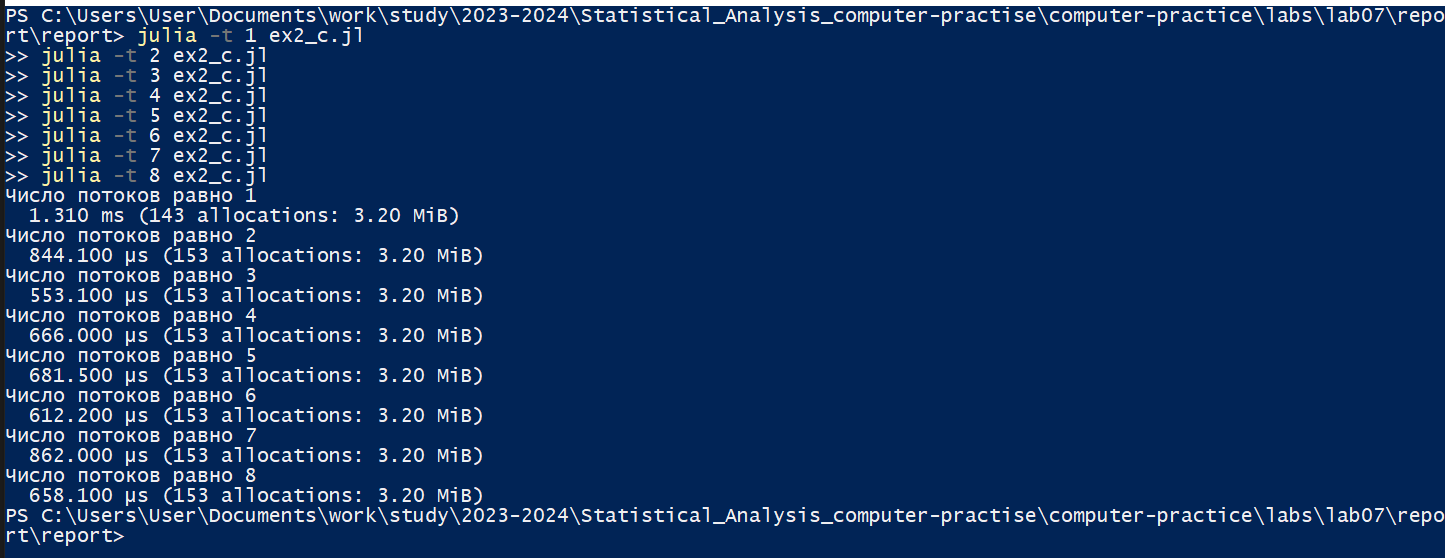 PS C:\Users\User\Documents\work\study\2023-2024\Statistical_Analysis_computer-practise\computer-practice\labs\lab07\repo
rt\report> julia -t 1 ex2_c.jl
>> julia -t 2 ex2_c.jl
>> julia -t 3 ex2_c.jl
>> julia -t 4 ex2_c.jl
>> julia -t 5 ex2_c.jl
>> julia -t 6 ex2_c.jl
>> julia -t 7 ex2_c.jl
>> julia -t 8 ex2_c.jl
Число потоков равно 1
  1.310 ms (143 allocations: 3.20 MiB)
Число потоков равно 2
  844.100 μs (153 allocations: 3.20 MiB)
Число потоков равно 3
  553.100 μs (153 allocations: 3.20 MiB)
Число потоков равно 4
  666.000 μs (153 allocations: 3.20 MiB)
Число потоков равно 5
  681.500 μs (153 allocations: 3.20 MiB)
Число потоков равно 6
  612.200 μs (153 allocations: 3.20 MiB)
Число потоков равно 7
  862.000 μs (153 allocations: 3.20 MiB)
Число потоков равно 8
  658.100 μs (153 allocations: 3.20 MiB)
PS C:\Users\User\Documents\work\study\2023-2024\Statistical_Analysis_computer-practise\computer-practice\labs\lab07\repo
rt\report>